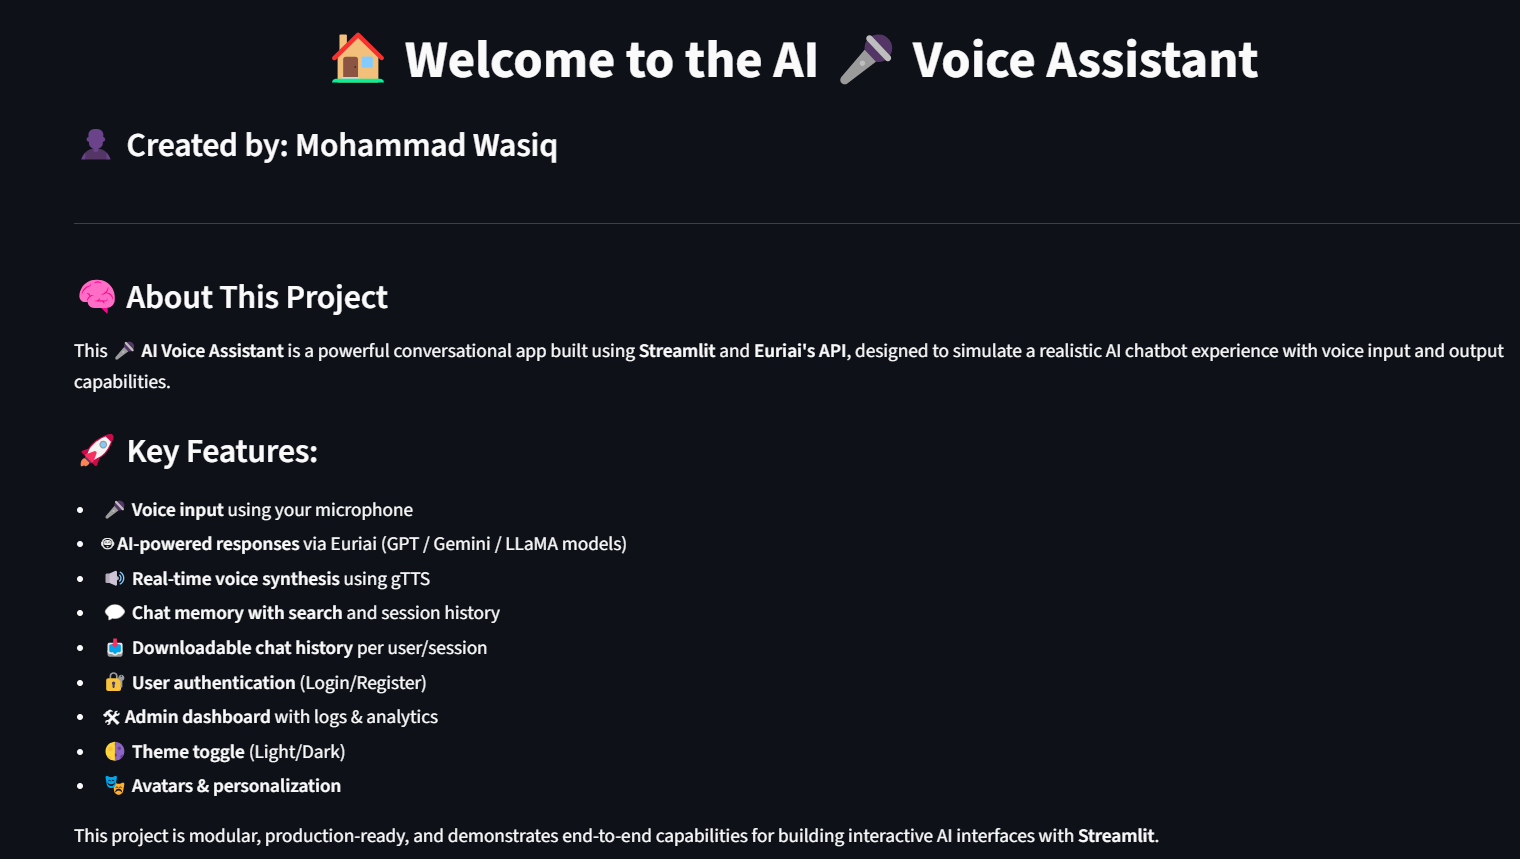 🏠 Welcome to the AI 🎤 Voice Assistant
👤 Created by: Mohammad Wasiq
🧠 About This Project
This 🎤 AI Voice Assistant is a powerful conversational app built using Streamlit and Euriai's API, designed to simulate a realistic AI chatbot experience with voice input and output
capabilities.
🚀 Key Features:
• 🎤 Voice input using your microphone
• 🤖 AI-powered responses via Euriai (GPT / Gemini / LLaMA models)
• 🔊 Real-time voice synthesis using gTTS
• 💬 Chat memory with search and session history
• 📥 Downloadable chat history per user/session
• 🔐 User authentication (Login/Register)
• 🛠 Admin dashboard with logs & analytics
• 🌗 Theme toggle (Light/Dark)
• 🎭 Avatars & personalization
This project is modular, production-ready, and demonstrates end-to-end capabilities for building interactive AI interfaces with Streamlit.